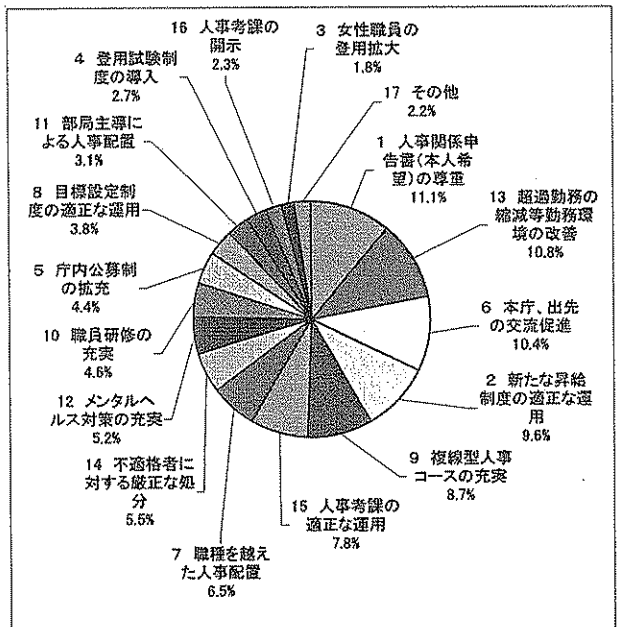 16 人事考課の
開示
2.3%
3 女性職員の
登用拡大
1.8%
4 登用試験制
度の導入
2.7%
17 その他
2.2%
11 部局主導に
よる人事配置
3.1%
1 人事関係申
告書(本人希
望)の尊重
11.1%
8 目標設定制
度の適正な運用
3.8%
13 超過勤務の
縮減等勤務環
境の改善
10.8%
5 庁内公募制
の拡充
4.4%
6 本庁、出先
の交流促進
10.4%
10 職員研修の
充実
4.6%
2 新たな昇給
制度の適正な運
用
9.6%
12 メンタルヘ
ルス対策の充実
5.2%
9 複線型人事
コースの充実
8.7%
14 不適格者に
対する厳正な処
分
5.5%
15 人事考課の
適正な運用
7.8%
7 職種を越え
た人事配置
6.5%